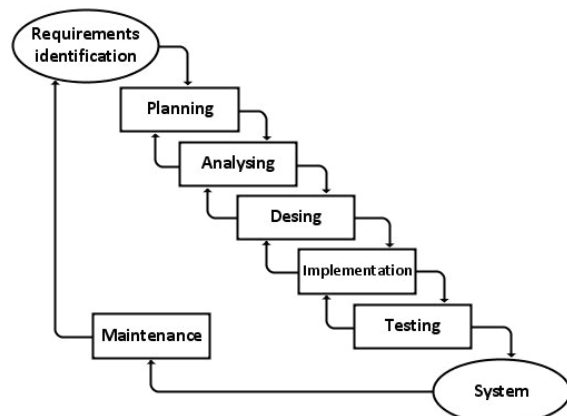 Requirements
identification
Planning
Analysing
Desing
Implementation
Testing
Maintenance
System